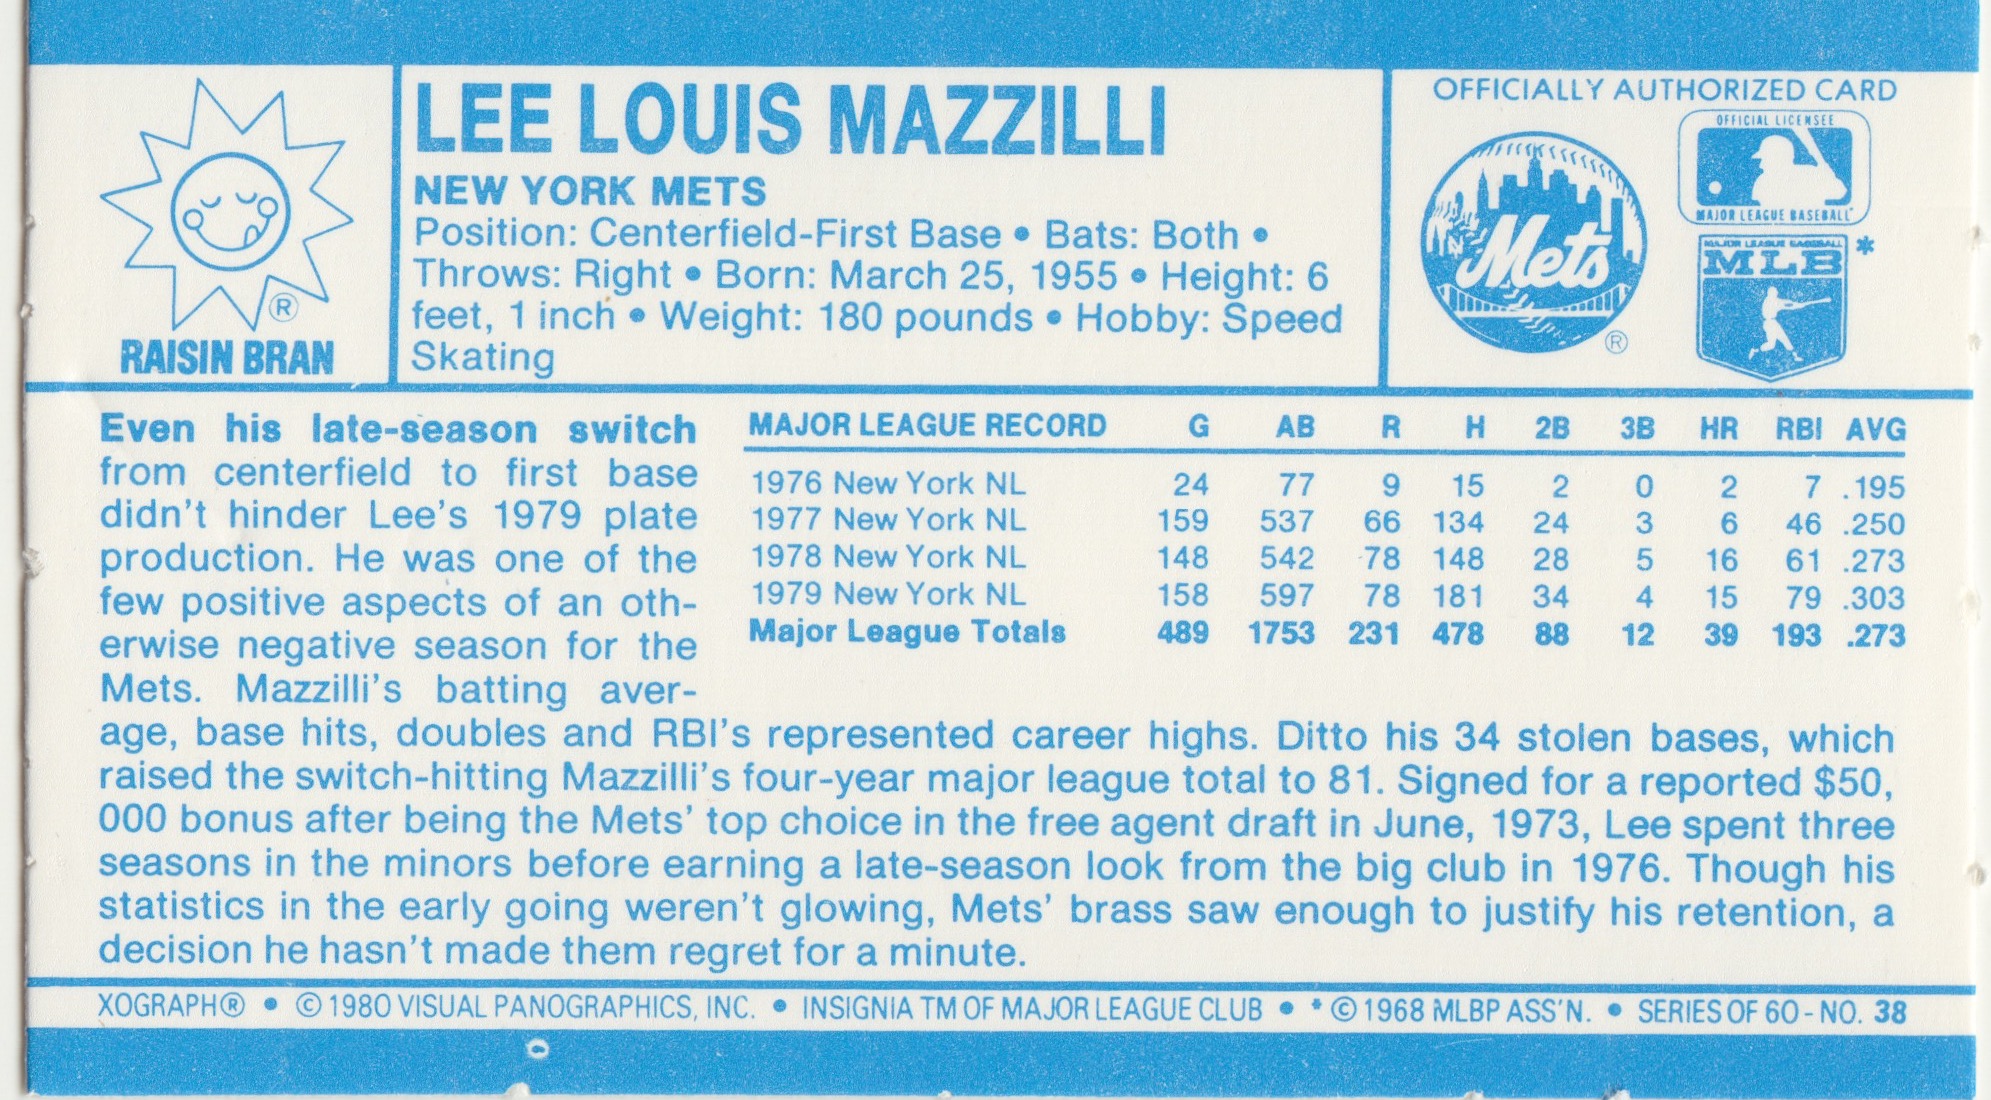 LEE LOUIS MAZZILLI
NEW YORK METS
Position: Centerfield-First Base • Bats: Both •
Throws: Right • Born: March 25, 1955 • Height: 6
feet, 1 inch • Weight: 180 pounds • Hobby: Speed
Skating
®
RAISIN BRAN
OFFICIALLY AUTHORIZED CARD
Mets
®
OFFICIAL LICENSEE
MAJOR LEAGUE BASEBALL
MAJOR LEAGUE BASEBALL
MLB *
Even his late-season switch
from centerfield to first base
didn't hinder Lee's 1979 plate
production. He was one of the
few positive aspects of an oth-
erwise negative season for the
Mets. Mazzilli's batting aver-
age, base hits, doubles and RBI's represented career highs. Ditto his 34 stolen bases, which
raised the switch-hitting Mazzilli's four-year major league total to 81. Signed for a reported $50,
000 bonus after being the Mets' top choice in the free agent draft in June, 1973, Lee spent three
seasons in the minors before earning a late-season look from the big club in 1976. Though his
statistics in the early going weren't glowing, Mets' brass saw enough to justify his retention, a
decision he hasn't made them regret for a minute.
MAJOR LEAGUE RECORD G AB R H 2B 3B HR RBI AVG
1976 New York NL 24 77 9 15 2 0 2 7 .195
1977 New York NL 159 537 66 134 24 3 6 46 .250
1978 New York NL 148 542 78 148 28 5 16 61 .273
1979 New York NL 158 597 78 181 34 4 15 79 .303
Major League Totals 489 1753 231 478 88 12 39 193 .273
XOGRAPH® • © 1980 VISUAL PANOGRAPHICS, INC. • INSIGNIA TM OF MAJOR LEAGUE CLUB • * © 1968 MLBP ASS'N. • SERIES OF 60 - NO. 38